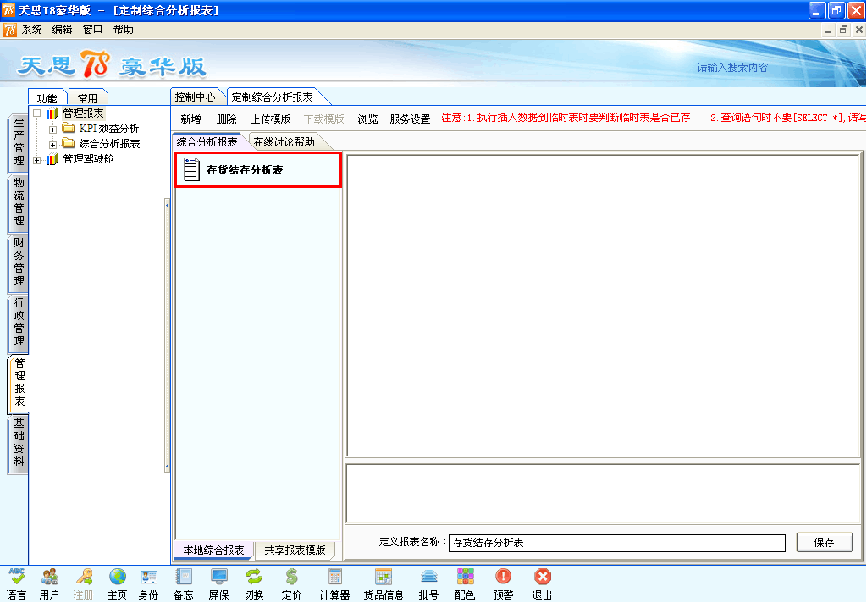 天思T8豪华版 - [定制综合分析报表]
系统 编辑 窗口 帮助
天思T8豪华版
请输入搜索内容
功能 常用
控制中心 定制综合分析报表
新增 删除 上传模版 下载模版 浏览 服务设置 注意:1.执行插入数据到临时表时要判断临时表是否已存 2.查询语句时不要[SELECT *],请写
管理报表
KPI 效益分析
综合分析报表
管理驾驶舱
综合分析报表 在线讨论帮助
存货结存分析表
生产管理
物流管理
财务管理
行政管理
管理报表
基础资料
本地综合报表 共享报表模版
定义报表名称: 存货结存分析表 保存
语言 用户 注册 主页 身份 备忘 屏保 切换 定价 计算器 货品信息 批号 配色 预警 退出